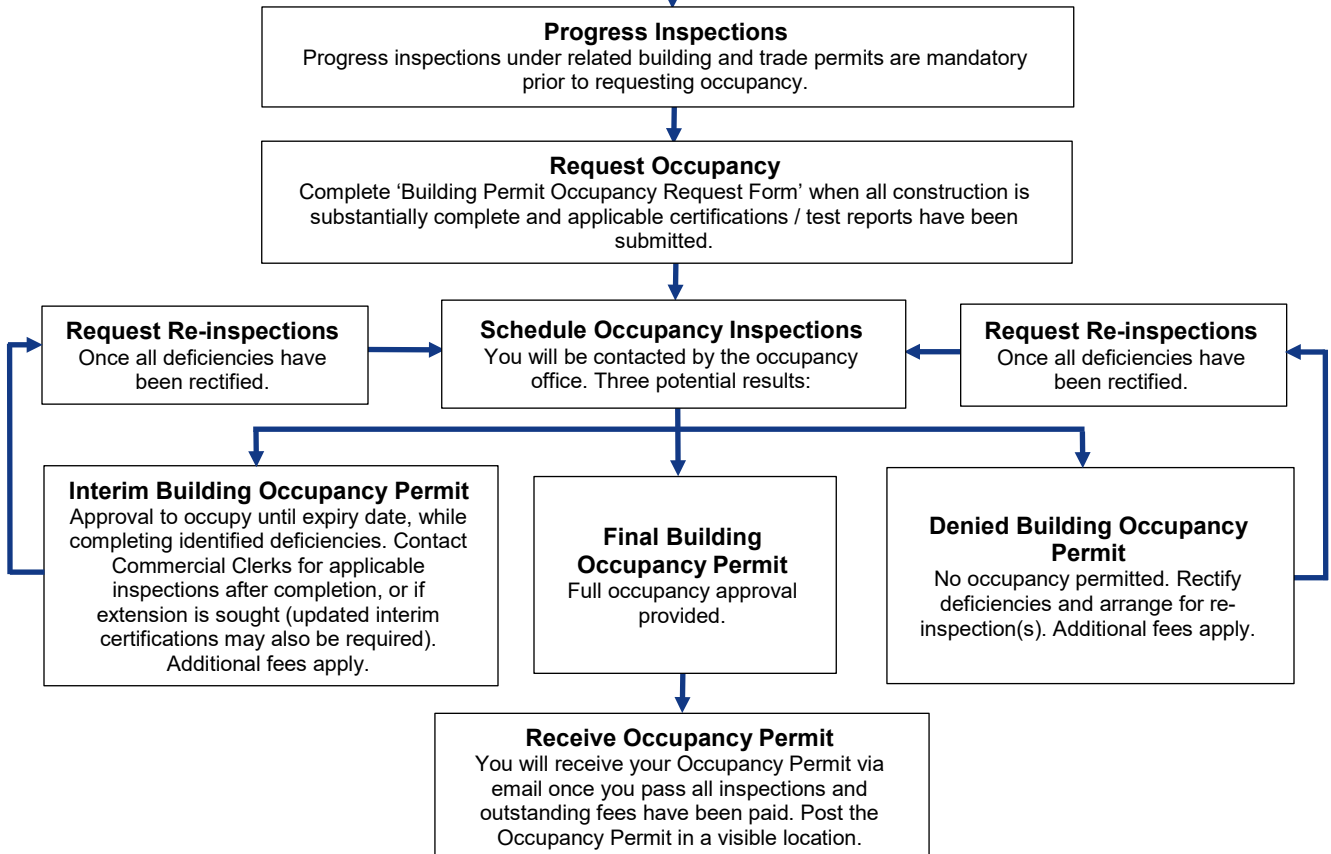 Progress Inspections
Progress inspections under related building and trade permits are mandatory
prior to requesting occupancy.
Request Occupancy
Complete ‘Building Permit Occupancy Request Form’ when all construction is
substantially complete and applicable certifications / test reports have been
submitted.
Request Re-inspections
Once all deficiencies have
been rectified.
Schedule Occupancy Inspections
You will be contacted by the occupancy
office. Three potential results:
Request Re-inspections
Once all deficiencies have
been rectified.
Interim Building Occupancy Permit
Approval to occupy until expiry date, while
completing identified deficiencies. Contact
Commercial Clerks for applicable
inspections after completion, or if
extension is sought (updated interim
certifications may also be required).
Additional fees apply.
Final Building
Occupancy Permit
Full occupancy approval
provided.
Denied Building Occupancy
Permit
No occupancy permitted. Rectify
deficiencies and arrange for re-
inspection(s). Additional fees apply.
Receive Occupancy Permit
You will receive your Occupancy Permit via
email once you pass all inspections and
outstanding fees have been paid. Post the
Occupancy Permit in a visible location.